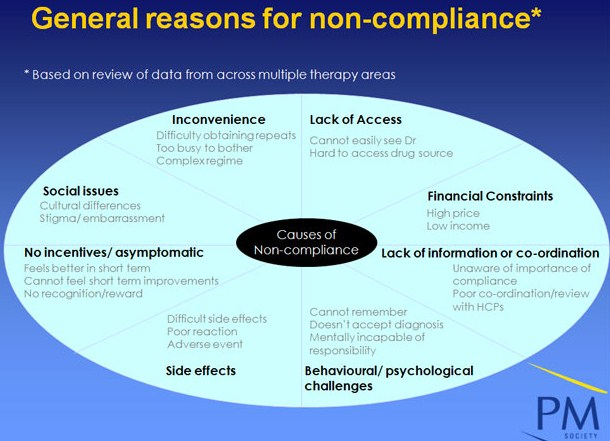 General reasons for non-compliance*
* Based on review of data from across multiple therapy areas
Inconvenience
Difficulty obtaining repeats
Too busy to bother
Complex regime
Lack of Access
Cannot easily see Dr
Hard to access drug source
Social issues
Cultural differences
Stigma/ embarrassment
Financial Constraints
High price
Low income
Causes of
Non-compliance
No incentives/ asymptomatic
Feels better in short term
Cannot feel short term improvements
No recognition/reward
Lack of information or co-ordination
Unaware of importance of
compliance
Poor co-ordination/review
with HCPs
Difficult side effects
Poor reaction
Adverse event
Side effects
Cannot remember
Doesn't accept diagnosis
Mentally incapable of
responsibility
Behavioural/ psychological
challenges
PM
SOCIETY